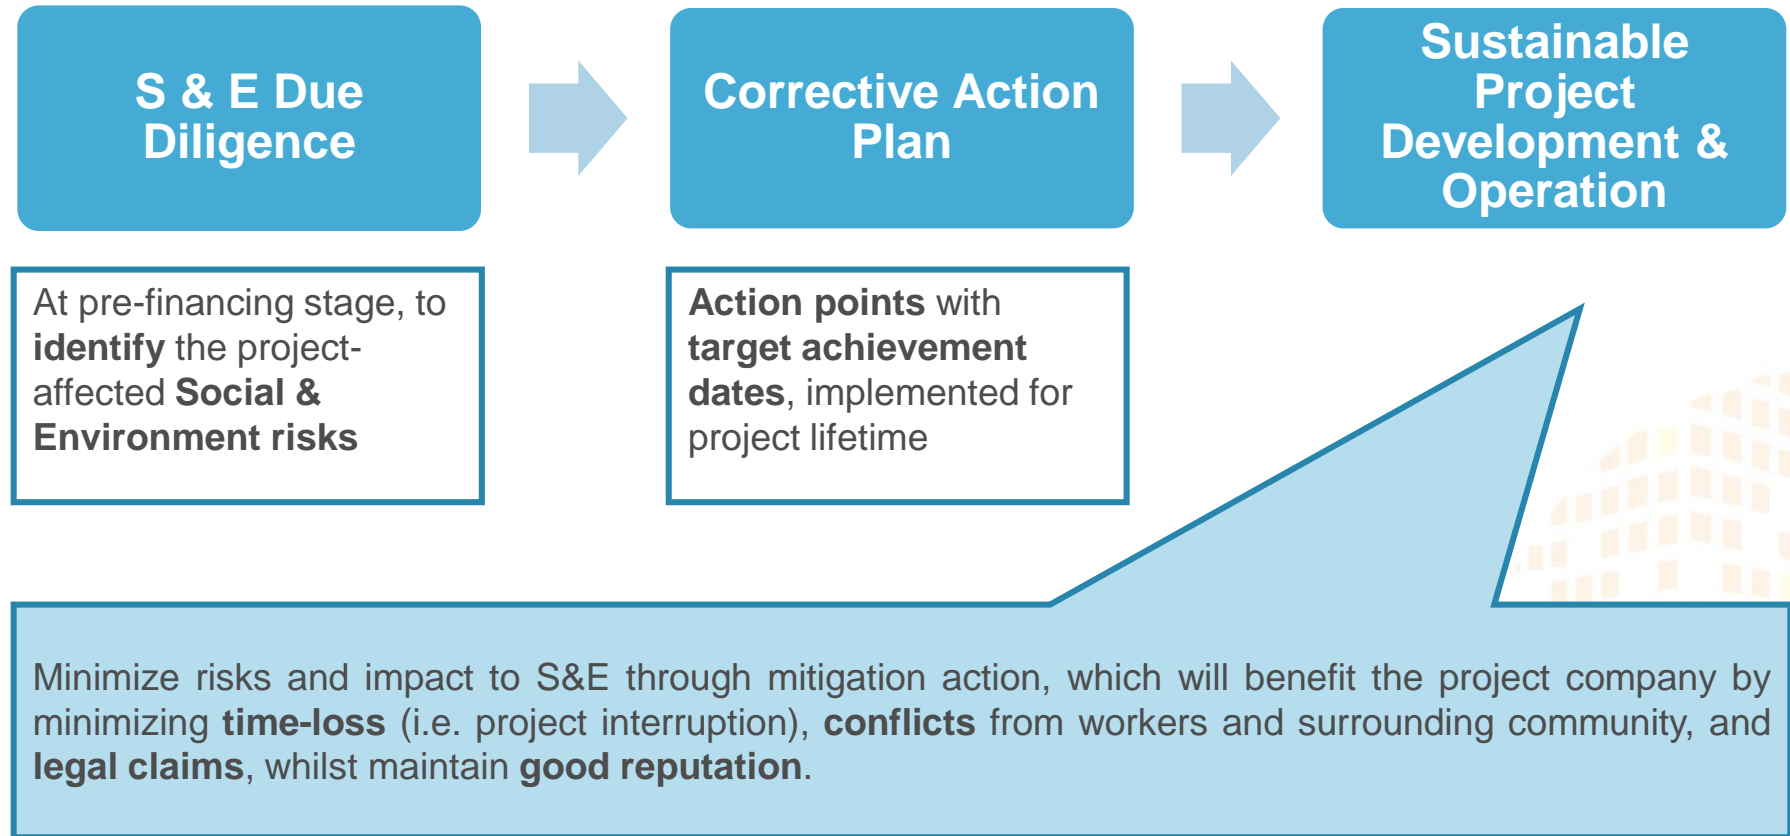 S & E Due
Diligence
Corrective Action
Plan
Sustainable
Project
Development &
Operation
At pre-financing stage, to
identify the project-
affected Social &
Environment risks
Action points with
target achievement
dates, implemented for
project lifetime
Minimize risks and impact to S&E through mitigation action, which will benefit the project company by
minimizing time-loss (i.e. project interruption), conflicts from workers and surrounding community, and
legal claims, whilst maintain good reputation.